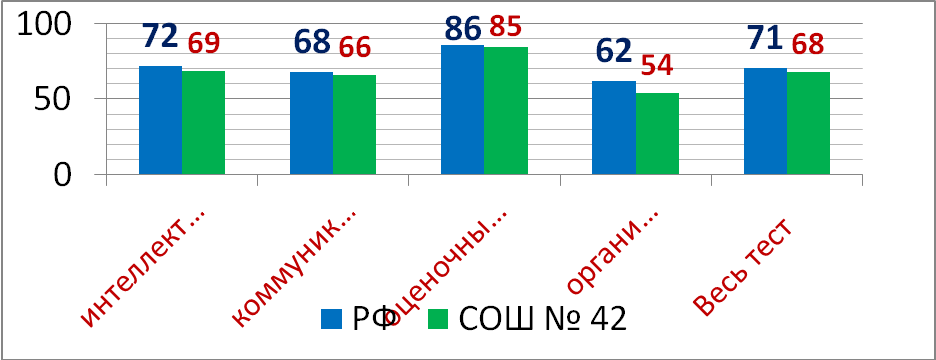 100
50
0
72 69
68 66
86 85
62 54
71 68
интеллект...
коммуник...
оценочны...
органи...
Весь тест
РФ
СОШ № 42